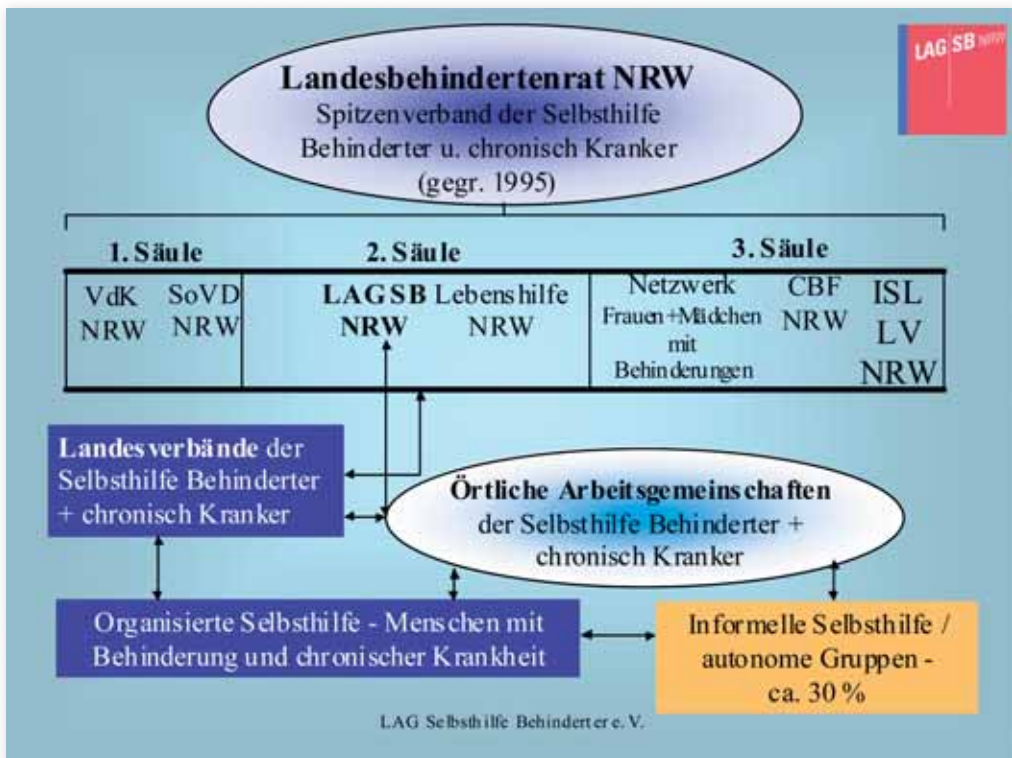 LAG SB NRW
Landesbehindertenrat NRW
Spitzenverband der Selbsthilfe
Behinderter u. chronisch Kranker
(gegr. 1995)
1. Säule
2. Säule
3. Säule
VdK
NRW
SoVD
NRW
LAGSB
NRW
Lebenshilfe
NRW
Netzwerk
Frauen+Mädchen
mit
Behinderungen
CBF
NRW
ISL
LV
NRW
Landesverbände der
Selbsthilfe Behinderter
+ chronisch Kranker
Örtliche Arbeitsgemeinschaften
der Selbsthilfe Behinderter +
chronisch Kranker
Organisierte Selbsthilfe - Menschen mit
Behinderung und chronischer Krankheit
Informelle Selbsthilfe /
autonome Gruppen -
ca. 30 %
LAG Selbsthilfe Behinderter e. V.